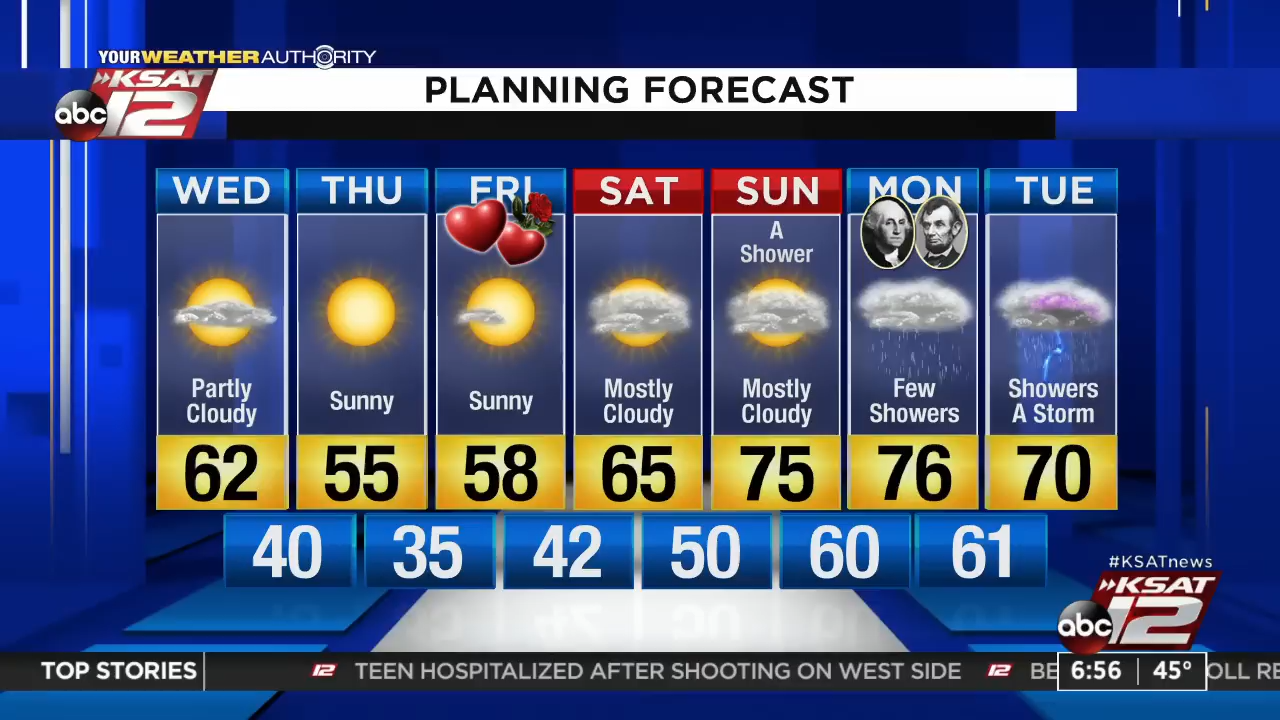 YOURWEATHERAUTHORITY
KSAT
abc 12
PLANNING FORECAST
WED THU FRI SAT SUN MON TUE
A
Shower
Partly
Cloudy
Sunny
Sunny
Mostly
Cloudy
Mostly
Cloudy
Few
Showers
Showers
A Storm
62 55 58 65 75 76 70
40 35 42 50 60 61
#KSATnews
KSAT
abc 12
TOP STORIES 12 TEEN HOSPITALIZED AFTER SHOOTING ON WEST SIDE 12 BE 6:56 45° OLL RE